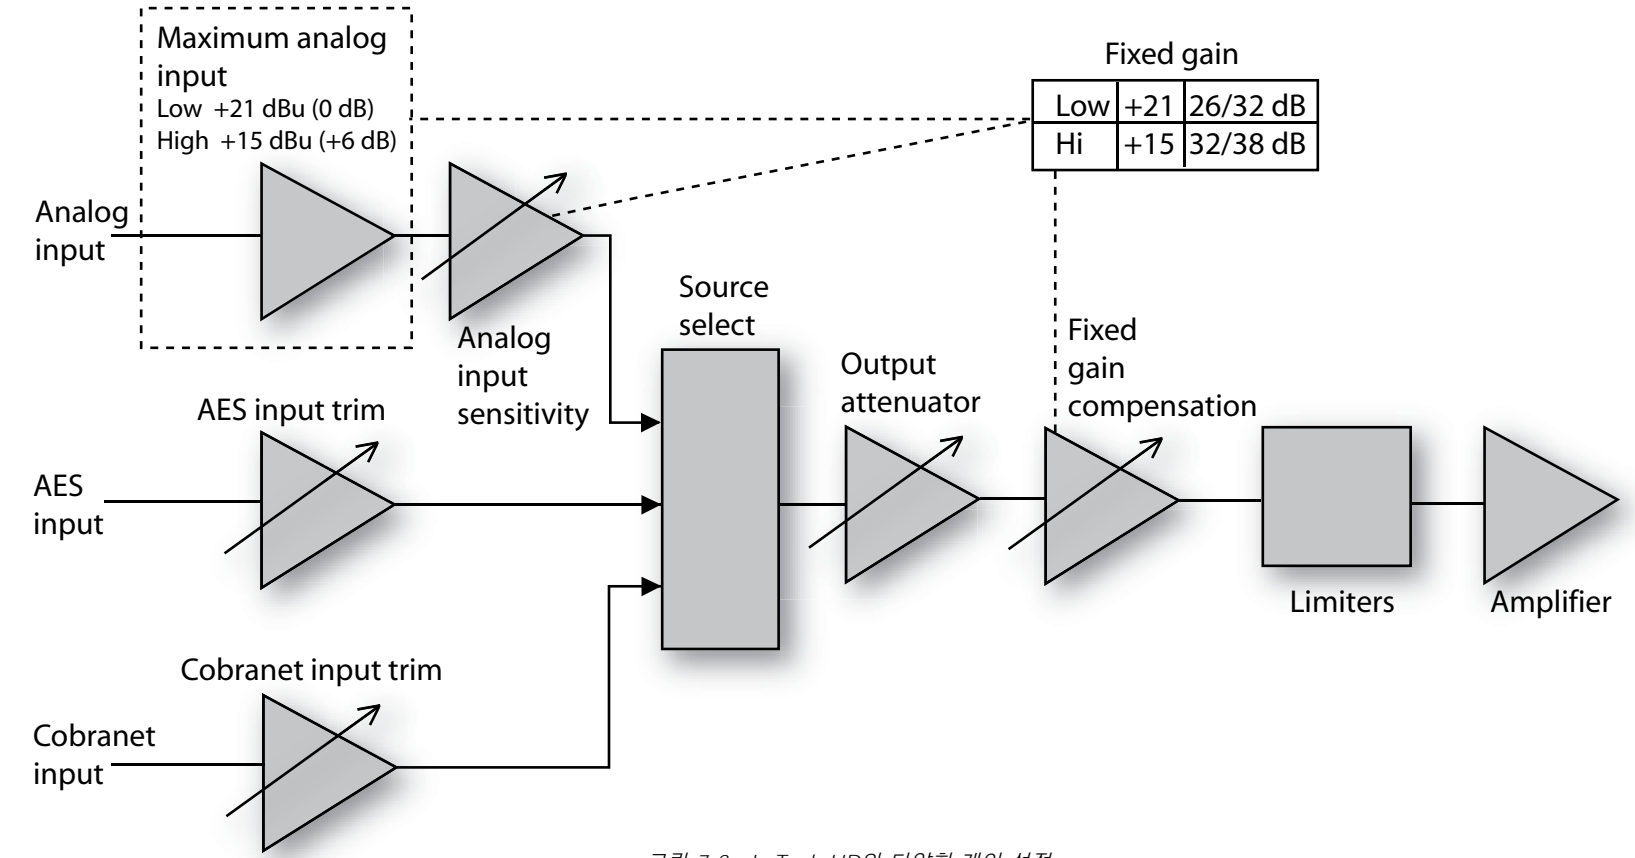 Maximum analog
input
Low +21 dBu (0 dB)
High +15 dBu (+6 dB)
Fixed gain
Low +21 26/32 dB
Hi +15 32/38 dB
Analog
input
Analog
input
sensitivity
Source
select
Fixed
gain
compensation
Output
attenuator
AES input trim
AES
input
Limiters
Amplifier
Cobranet input trim
Cobranet
input